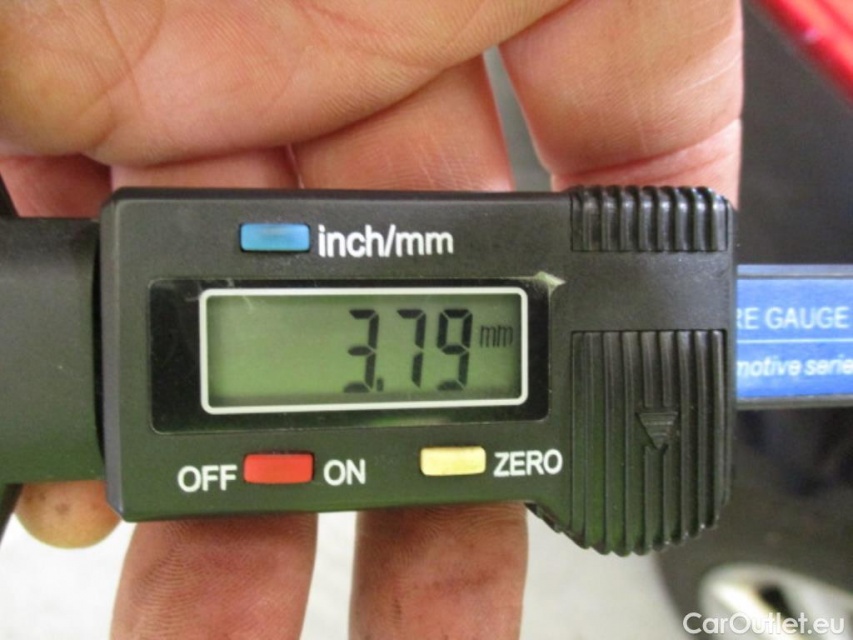 inch/mm
3.79 mm
RE GAUGE
motive serie
OFF ON ZERO
CarOutlet.eu